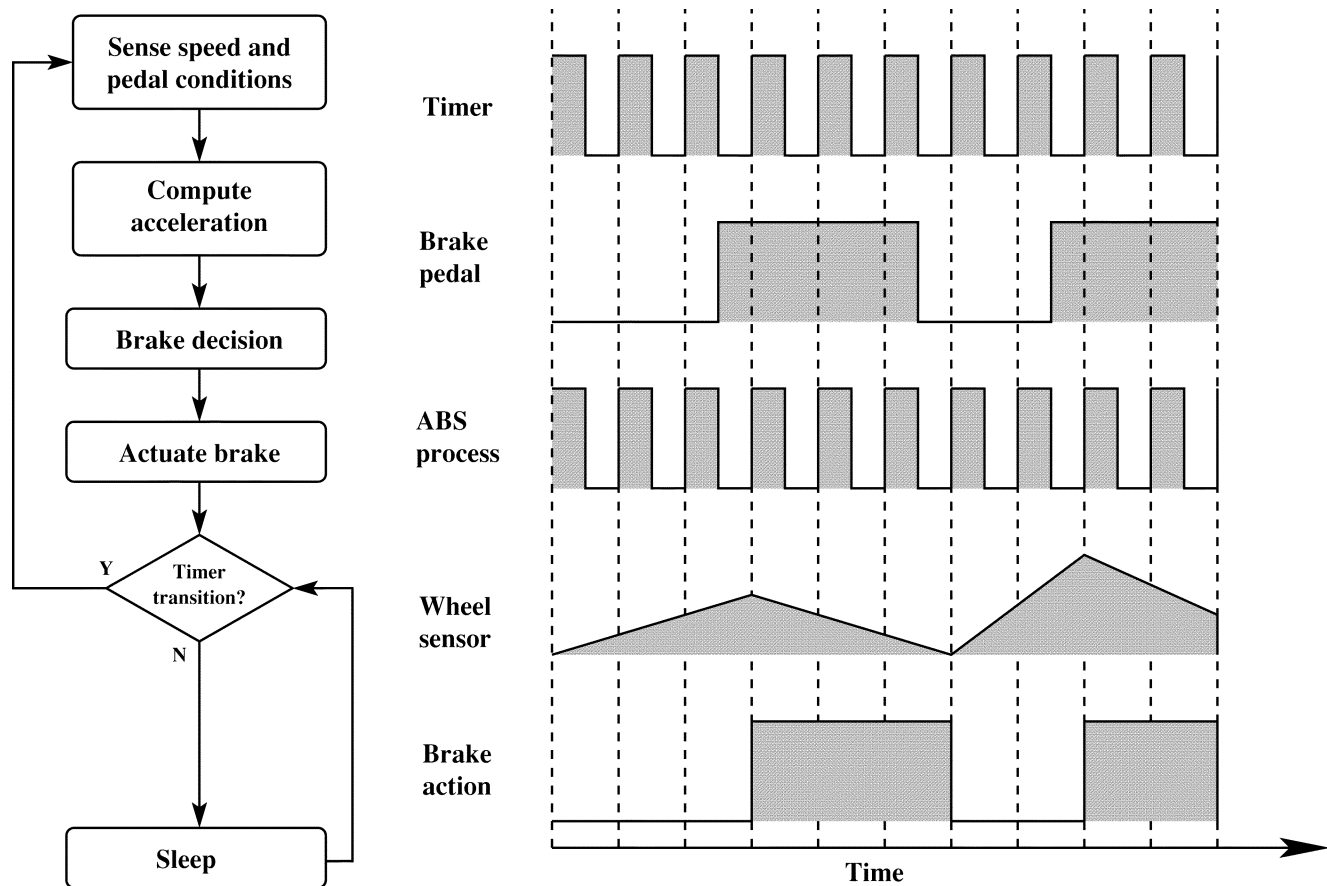 Sense speed and
pedal conditions
Compute
acceleration
Brake decision
Actuate brake
Y
Timer
transition?
N
Sleep
Timer
Brake
pedal
ABS
process
Wheel
sensor
Brake
action
Time